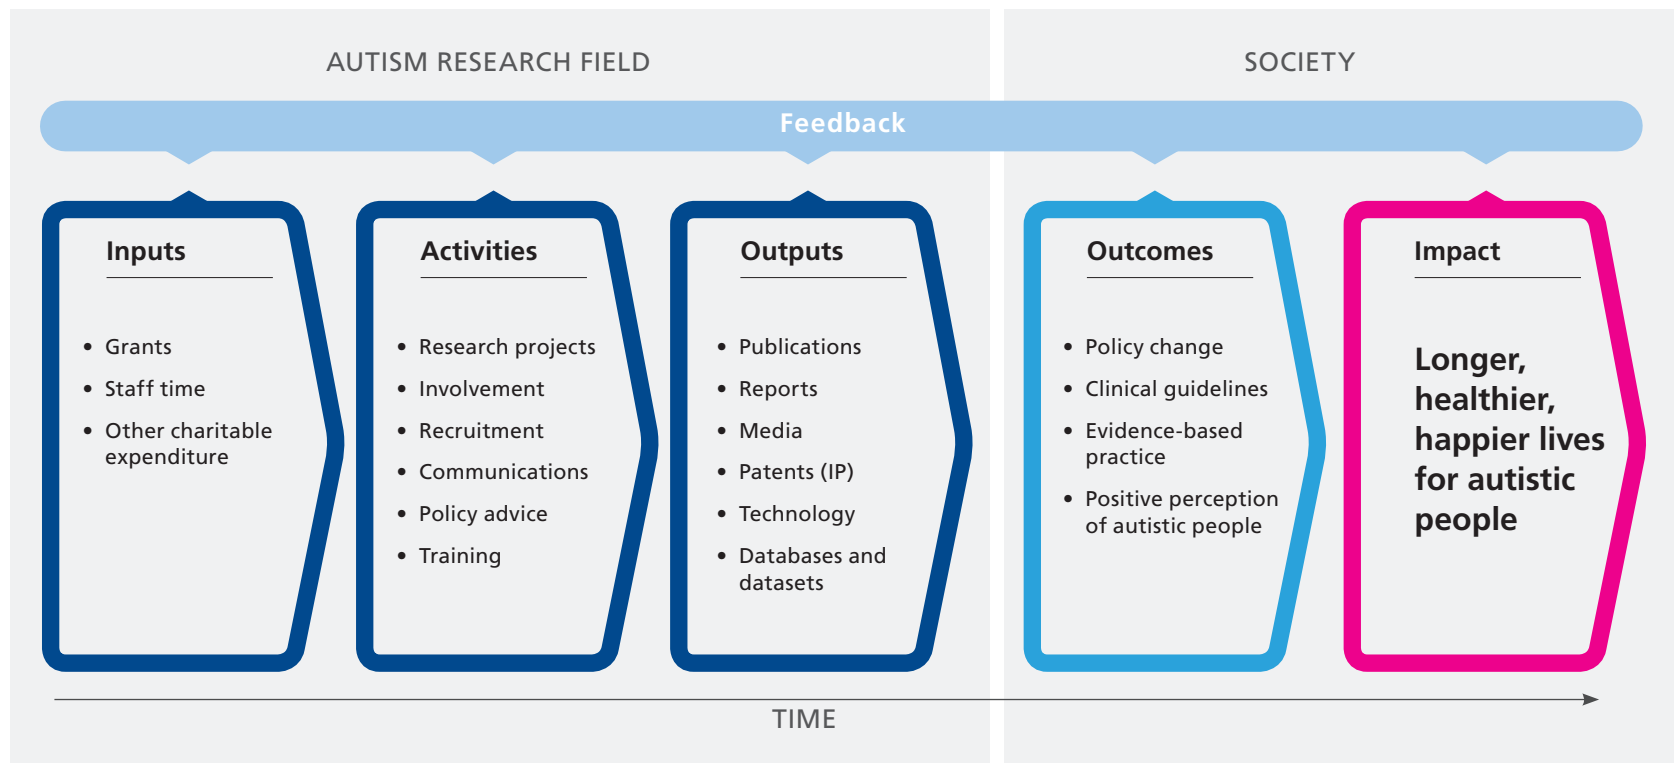 AUTISM RESEARCH FIELD
SOCIETY
Feedback
Inputs
• Grants
• Staff time
• Other charitable
expenditure
Activities
• Research projects
• Involvement
• Recruitment
• Communications
• Policy advice
• Training
Outputs
• Publications
• Reports
• Media
• Patents (IP)
• Technology
• Databases and
datasets
Outcomes
• Policy change
• Clinical guidelines
• Evidence-based
practice
• Positive perception
of autistic people
Impact
Longer,
healthier,
happier lives
for autistic
people
TIME